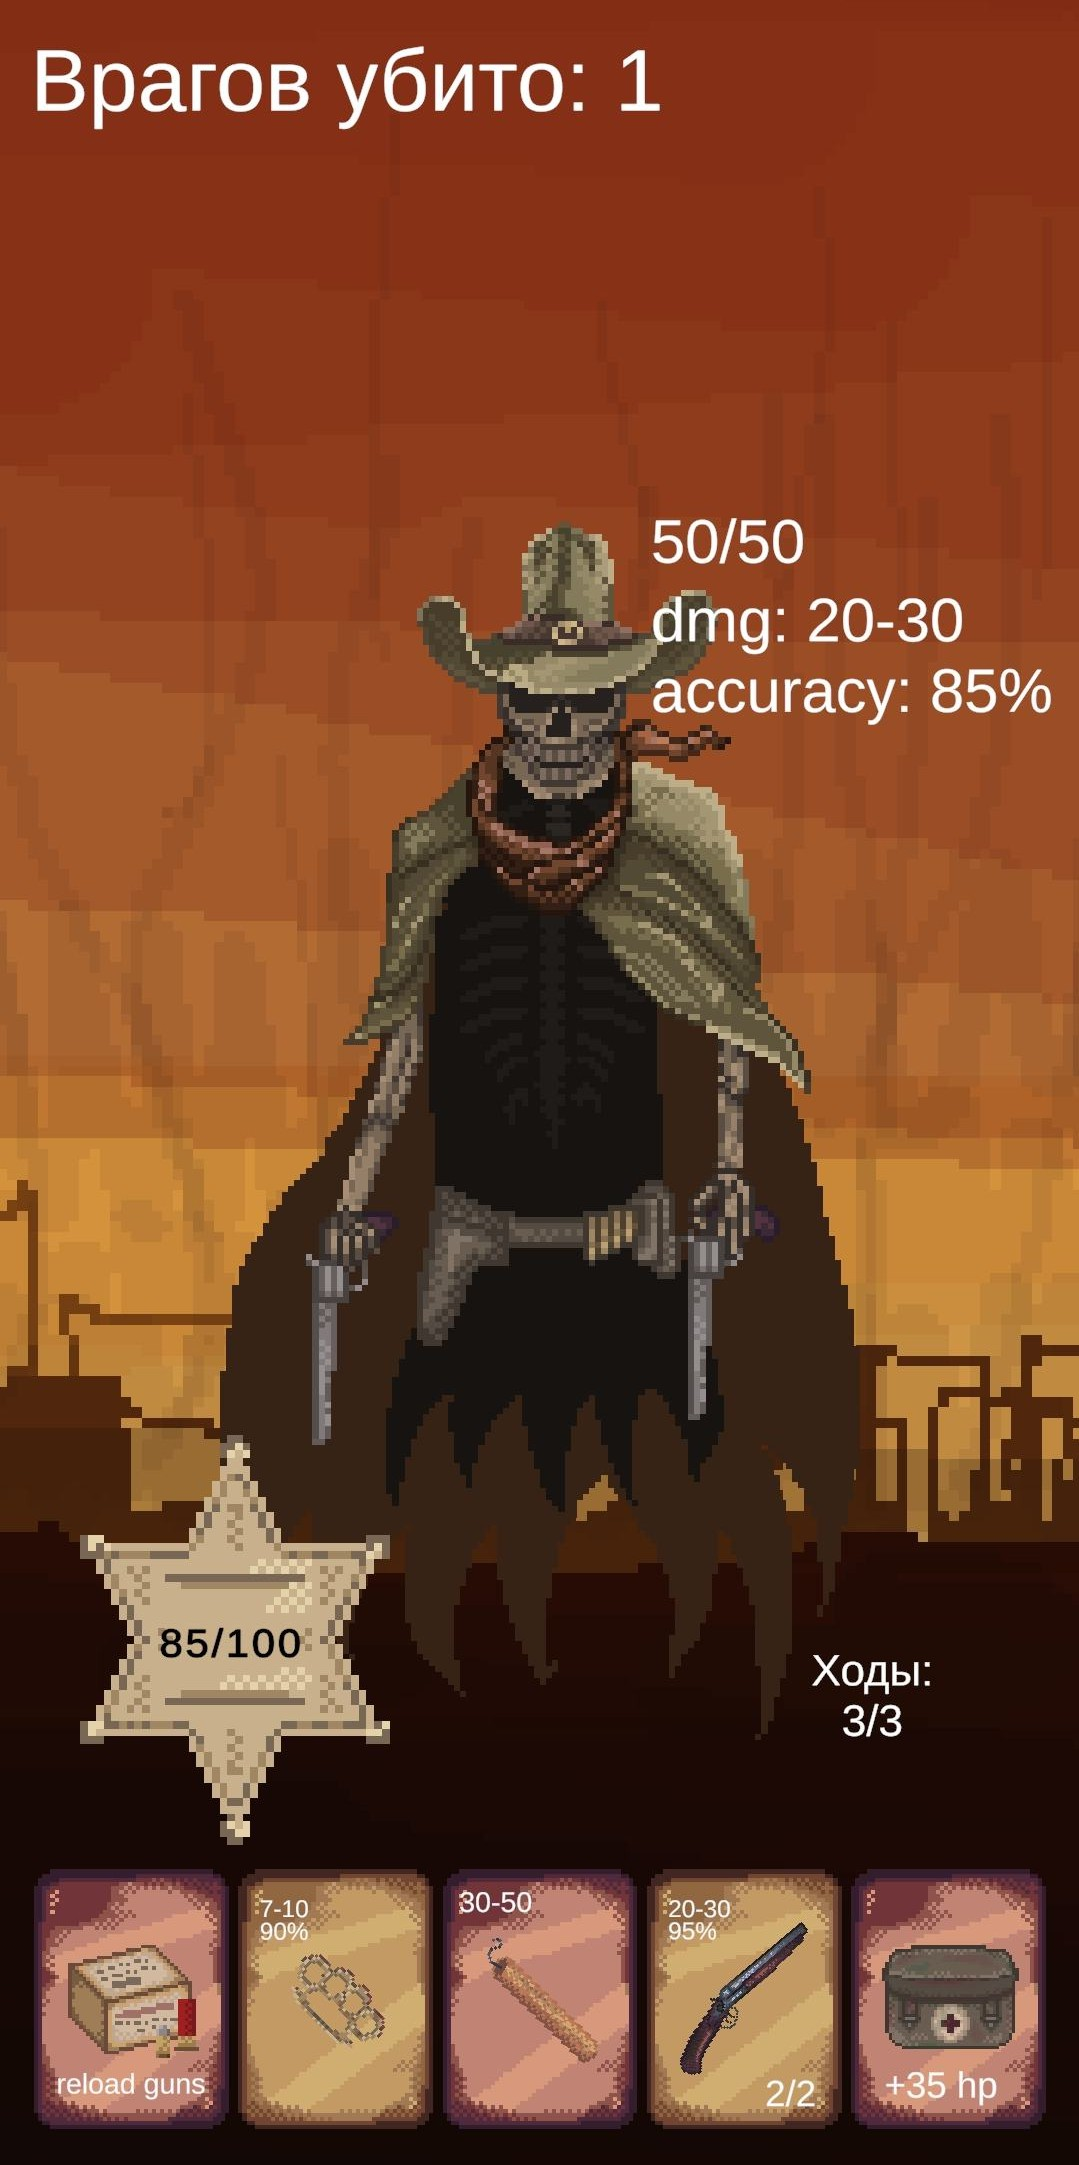 Врагов убито: 1
50/50
dmg: 20-30
accuracy: 85%
85/100
Ходы:
3/3
reload guns
7-10
90%
30-50
20-30
95%
2/2
+35 hp